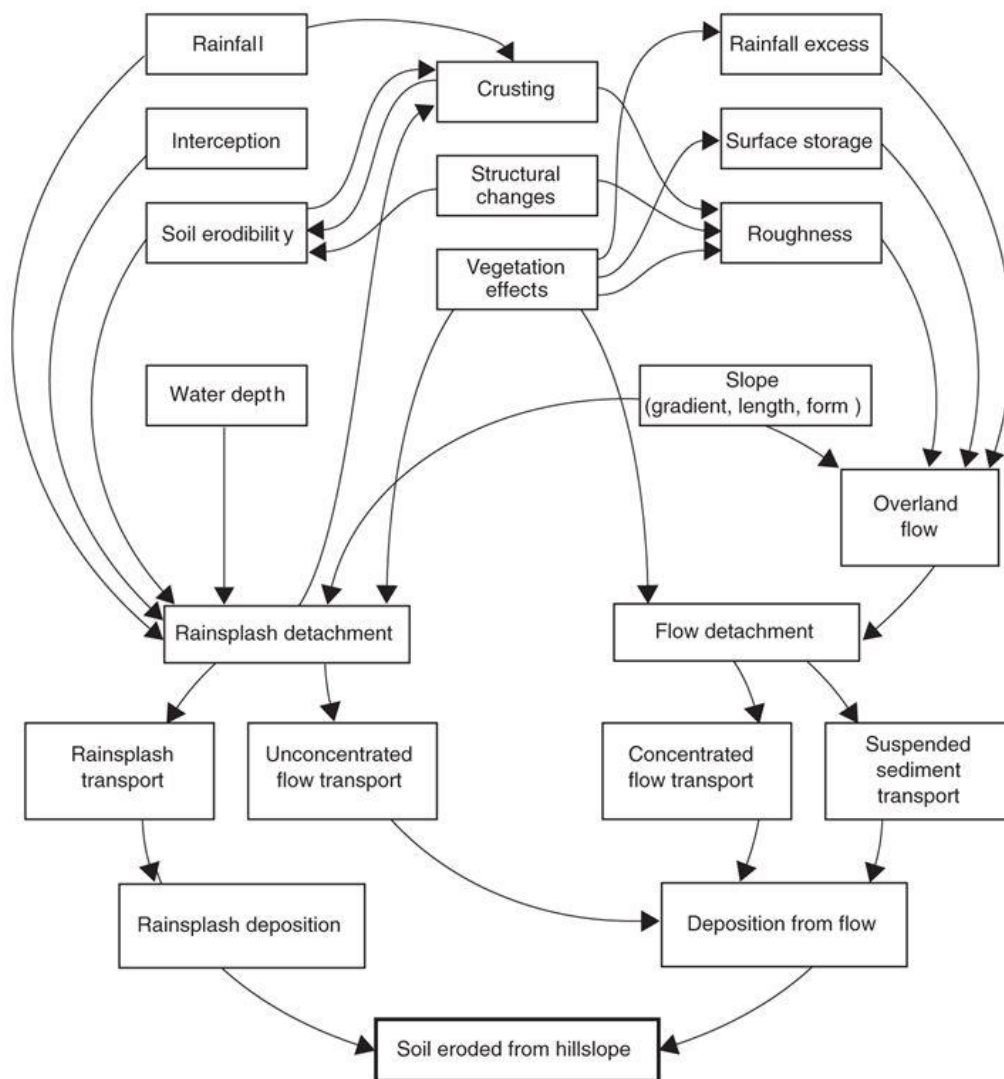 Rainfall
Rainfall excess
Crusting
Interception
Surface storage
Structural
changes
Soil erodibility
Roughness
Vegetation
effects
Water depth
Slope
(gradient, length, form )
Overland
flow
Rainsplash detachment
Flow detachment
Rainsplash
transport
Unconcentrated
flow transport
Concentrated
flow transport
Suspended
sediment
transport
Rainsplash deposition
Deposition from flow
Soil eroded from hillslope